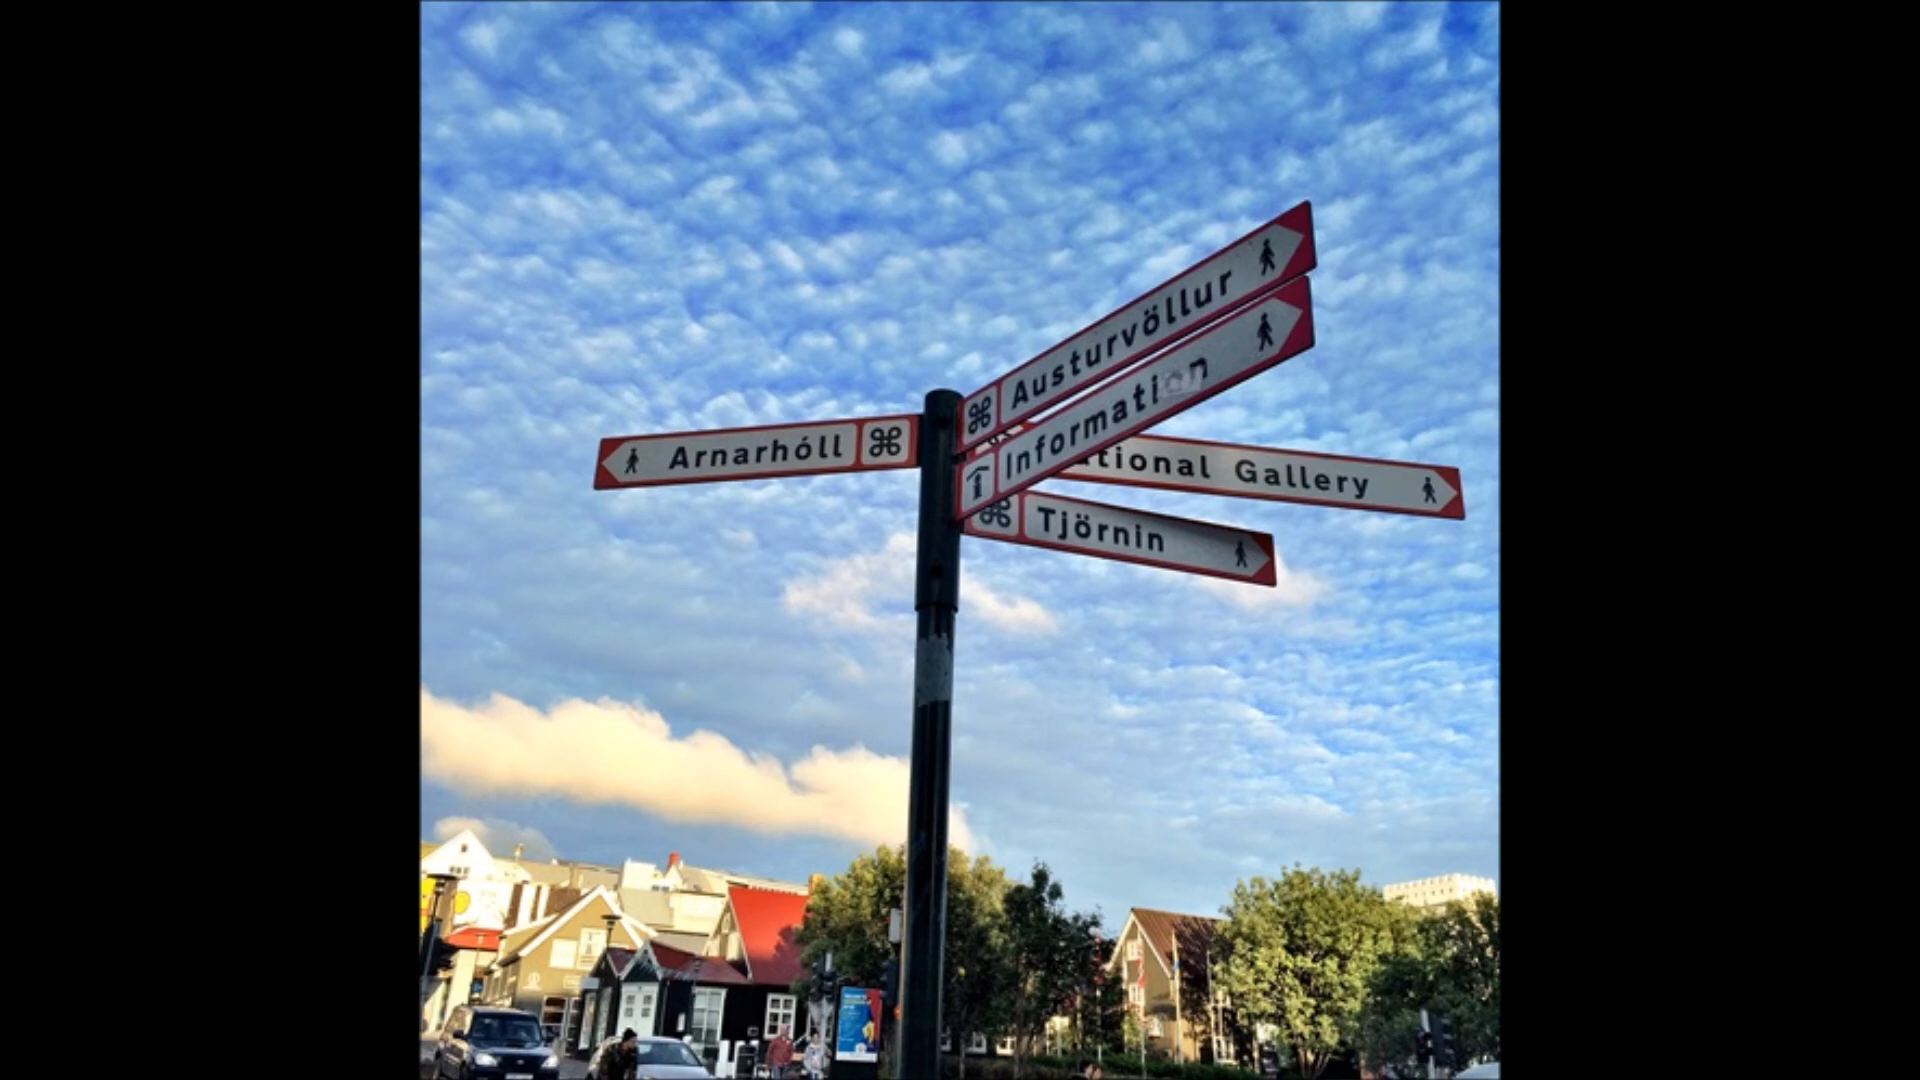 Austurvöllur
Information
Arnarhóll
ational Gallery
Tjörnin